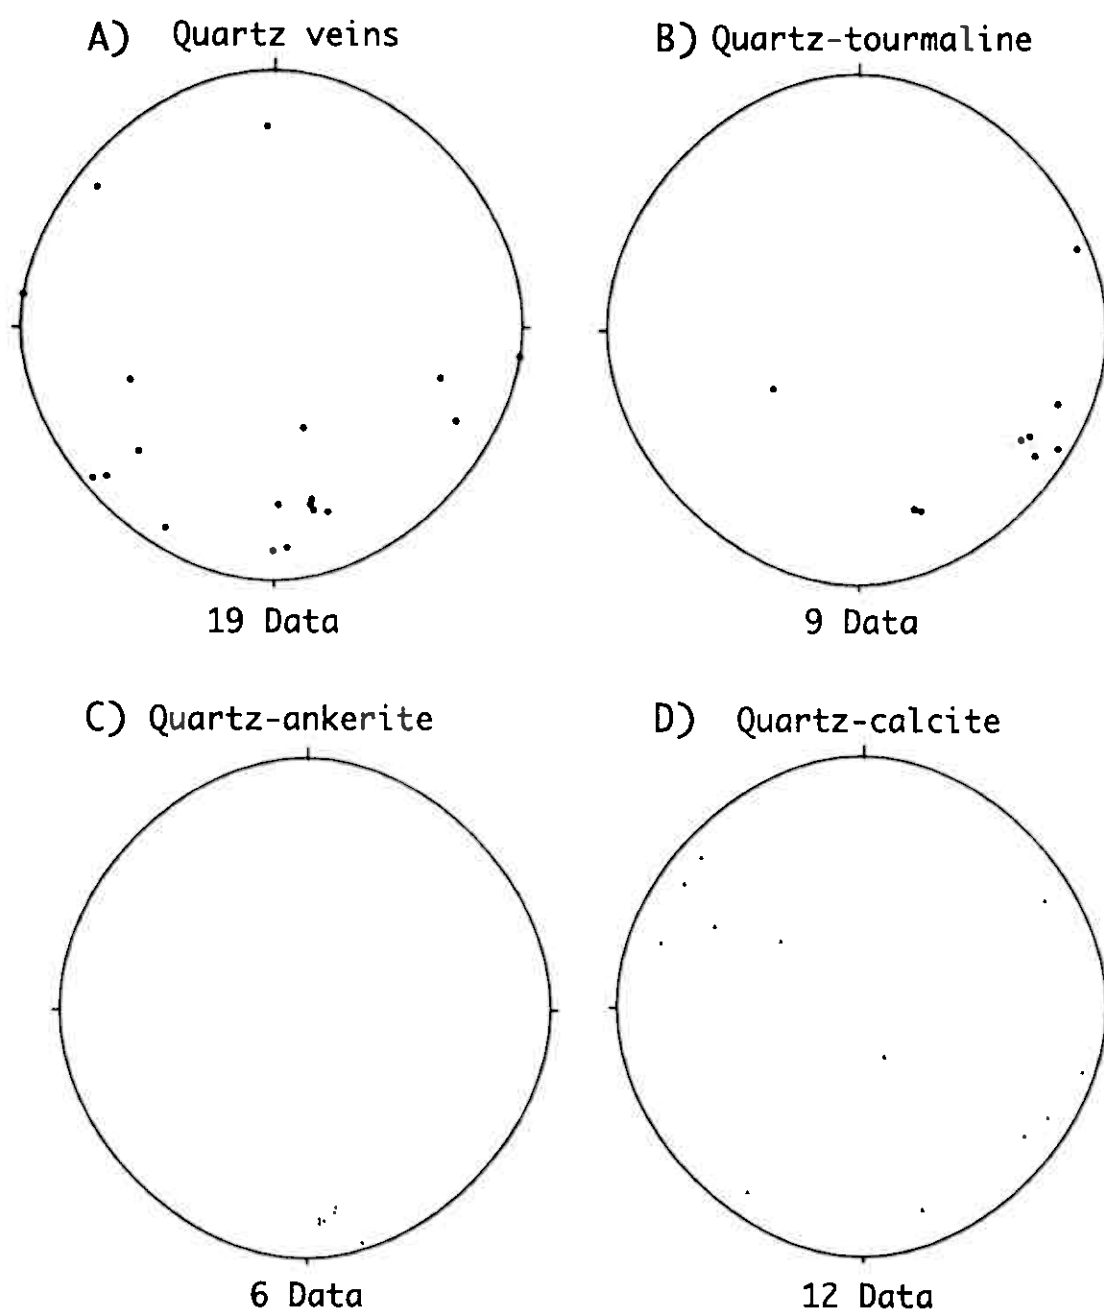 A) Quartz veins
B) Quartz-tourmaline
19 Data
9 Data
C) Quartz-ankerite
D) Quartz-calcite
6 Data
12 Data